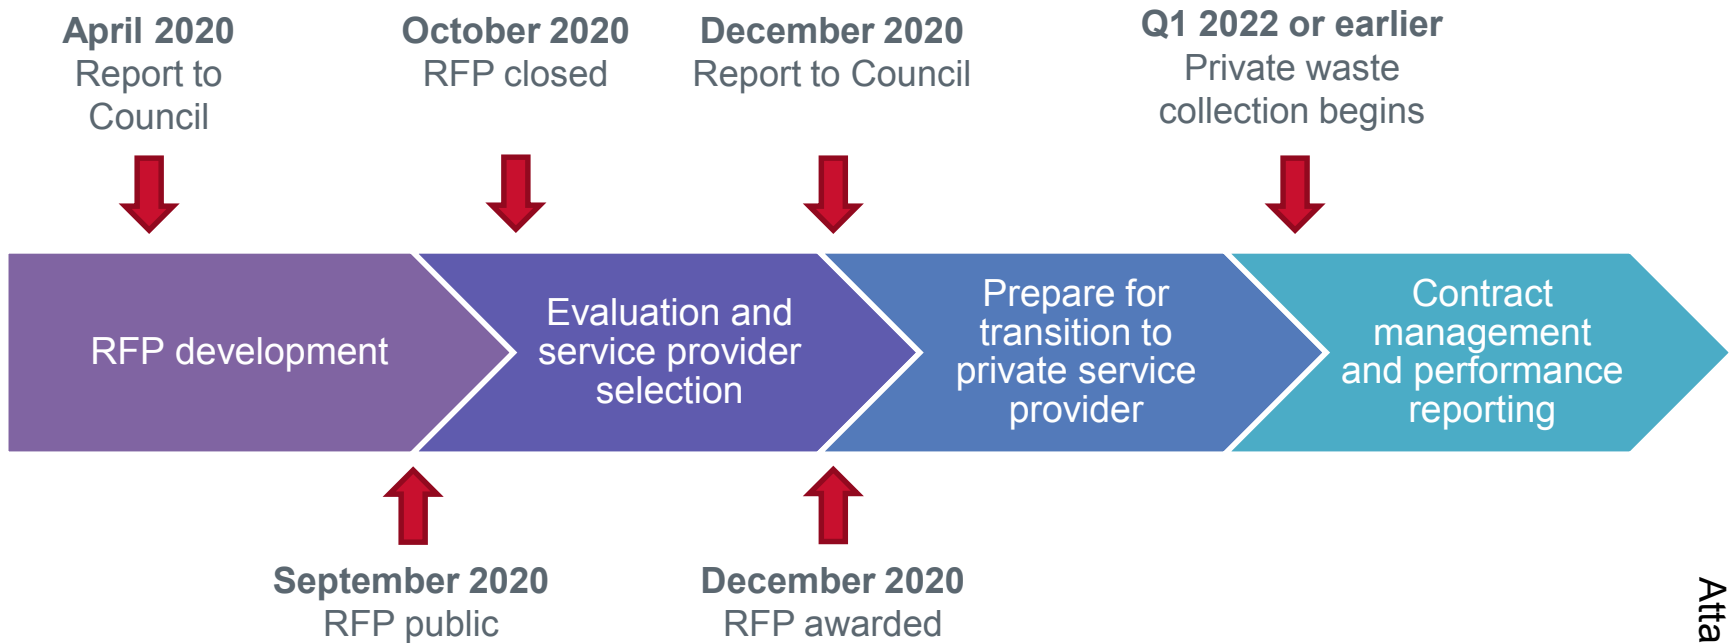 April 2020
Report to
Council
October 2020
RFP closed
December 2020
Report to Council
Q1 2022 or earlier
Private waste
collection begins
RFP development
Evaluation and
service provider
selection
Prepare for
transition to
private service
provider
Contract
management
and performance
reporting
September 2020
RFP public
December 2020
RFP awarded
Atta